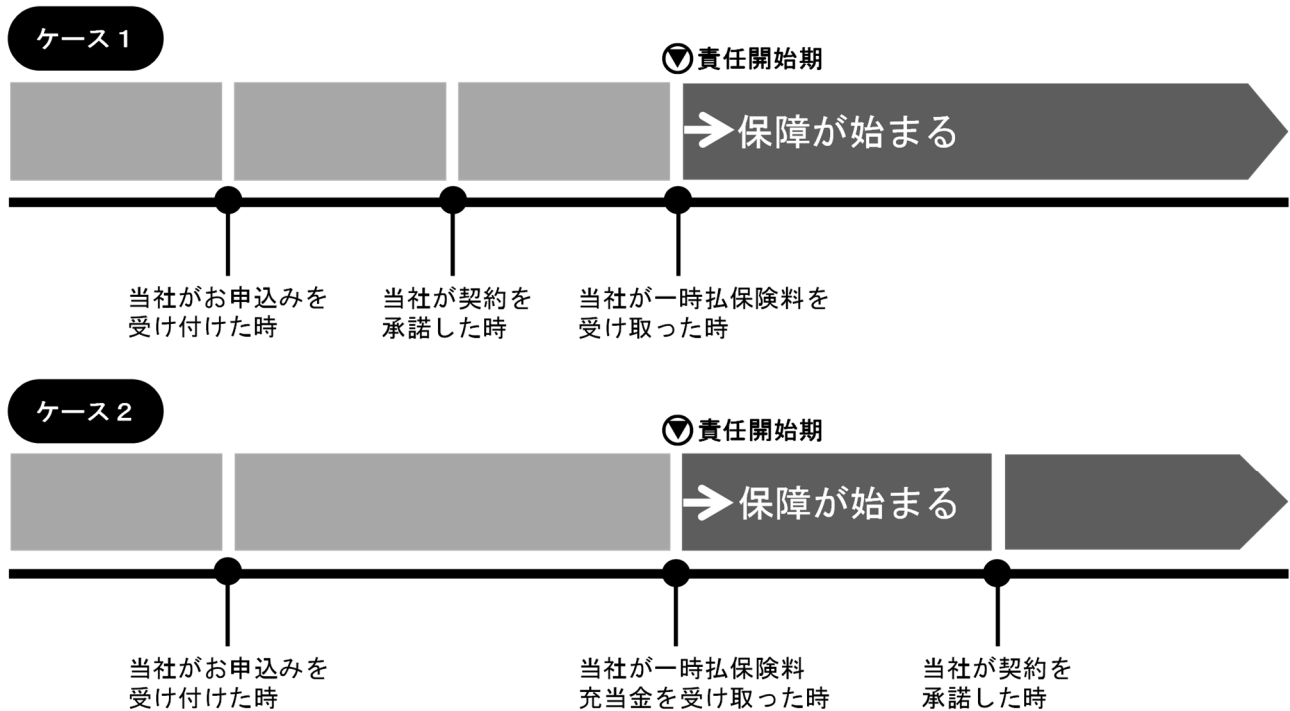 ケース1
責任開始期
保障が始まる
当社がお申込みを
受け付けた時
当社が契約を
承諾した時
当社が一時払保険料を
受け取った時
ケース2
責任開始期
保障が始まる
当社がお申込みを
受け付けた時
当社が一時払保険料
充当金を受け取った時
当社が契約を
承諾した時